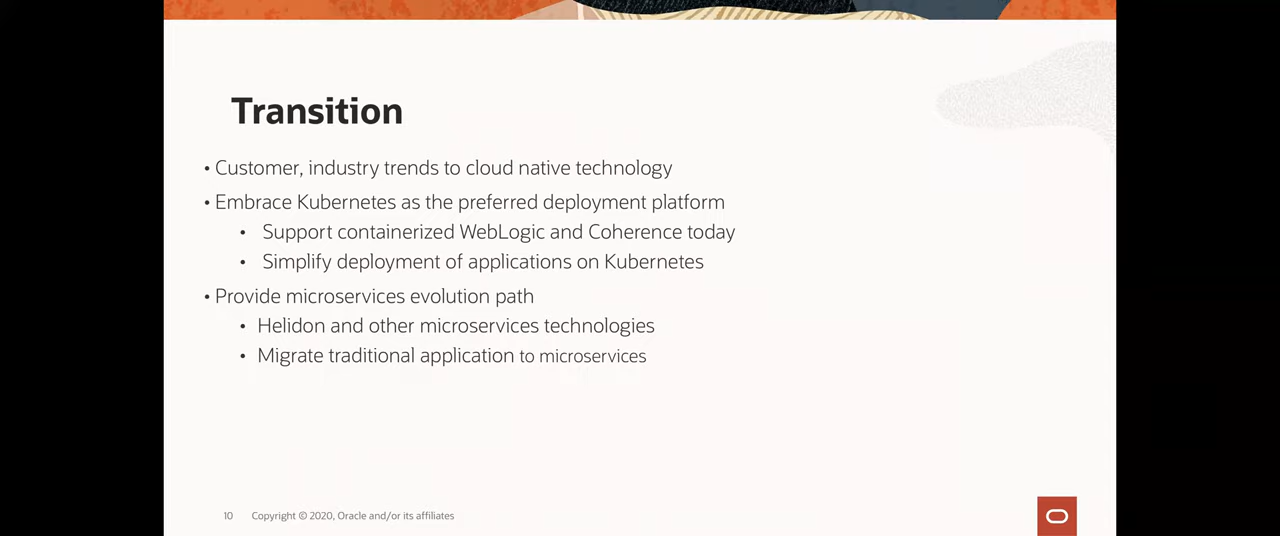 Transition
• Customer, industry trends to cloud native technology
• Embrace Kubernetes as the preferred deployment platform
• Support containerized WebLogic and Coherence today
• Simplify deployment of applications on Kubernetes
• Provide microservices evolution path
• Helidon and other microservices technologies
• Migrate traditional application to microservices
10 Copyright © 2020, Oracle and/or its affiliates